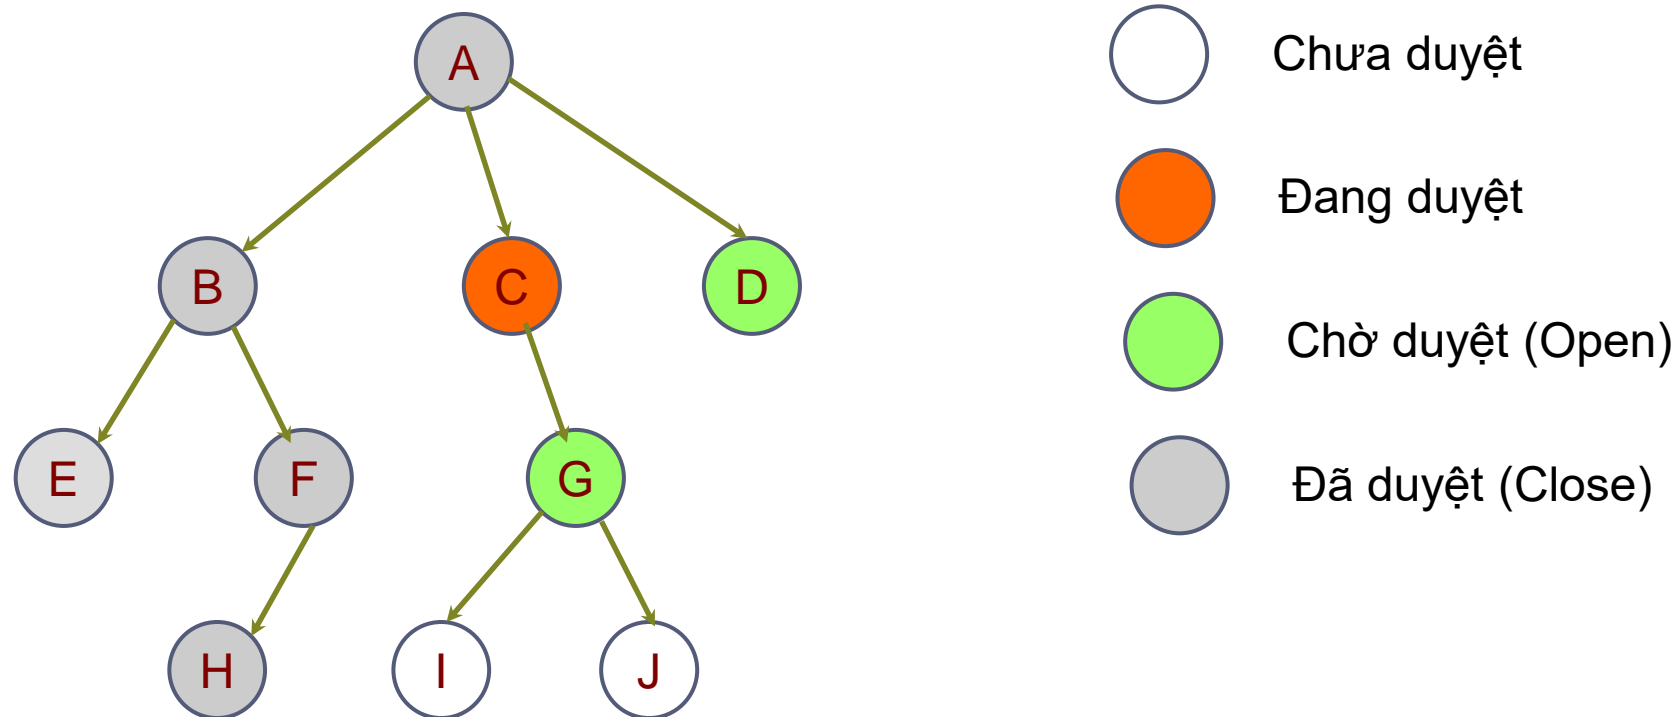 A
B
C
D
E
F
G
H
I
J
Chưa duyệt
Đang duyệt
Chờ duyệt (Open)
Đã duyệt (Close)